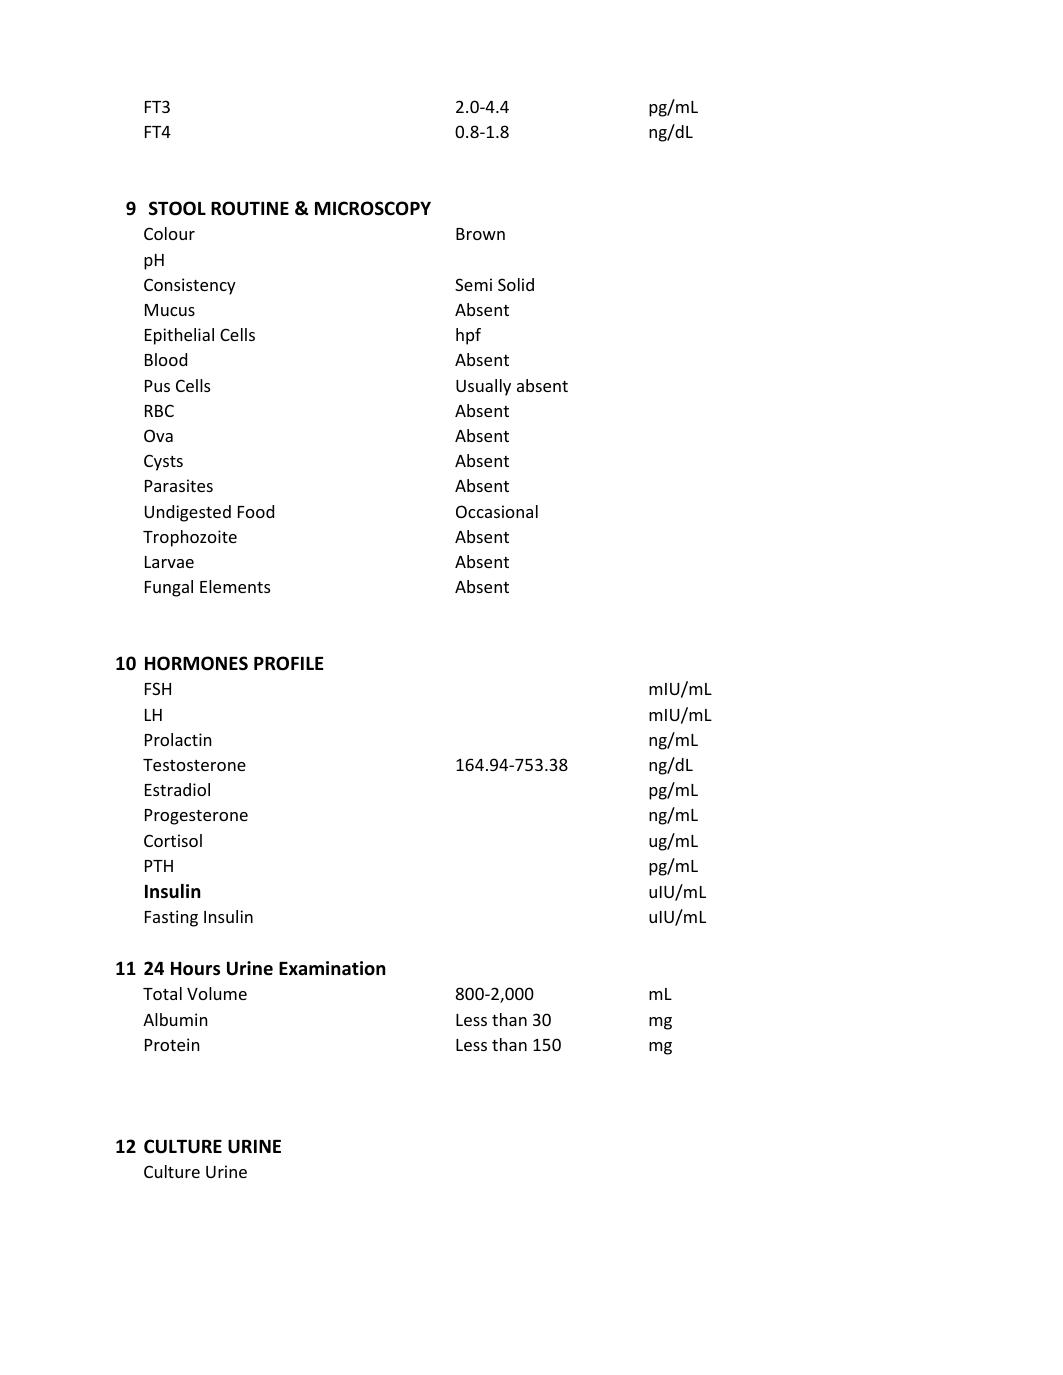 FT3 2.0-4.4 pg/mL
FT4 0.8-1.8 ng/dL
9 STOOL ROUTINE & MICROSCOPY
Colour Brown
pH
Consistency Semi Solid
Mucus Absent
Epithelial Cells hpf
Blood Absent
Pus Cells Usually absent
RBC Absent
Ova Absent
Cysts Absent
Parasites Absent
Undigested Food Occasional
Trophozoite Absent
Larvae Absent
Fungal Elements Absent
10 HORMONES PROFILE
FSH mIU/mL
LH mIU/mL
Prolactin ng/mL
Testosterone 164.94-753.38 ng/dL
Estradiol pg/mL
Progesterone ng/mL
Cortisol ug/mL
PTH pg/mL
Insulin uIU/mL
Fasting Insulin uIU/mL
11 24 Hours Urine Examination
Total Volume 800-2,000 mL
Albumin Less than 30 mg
Protein Less than 150 mg
12 CULTURE URINE
Culture Urine